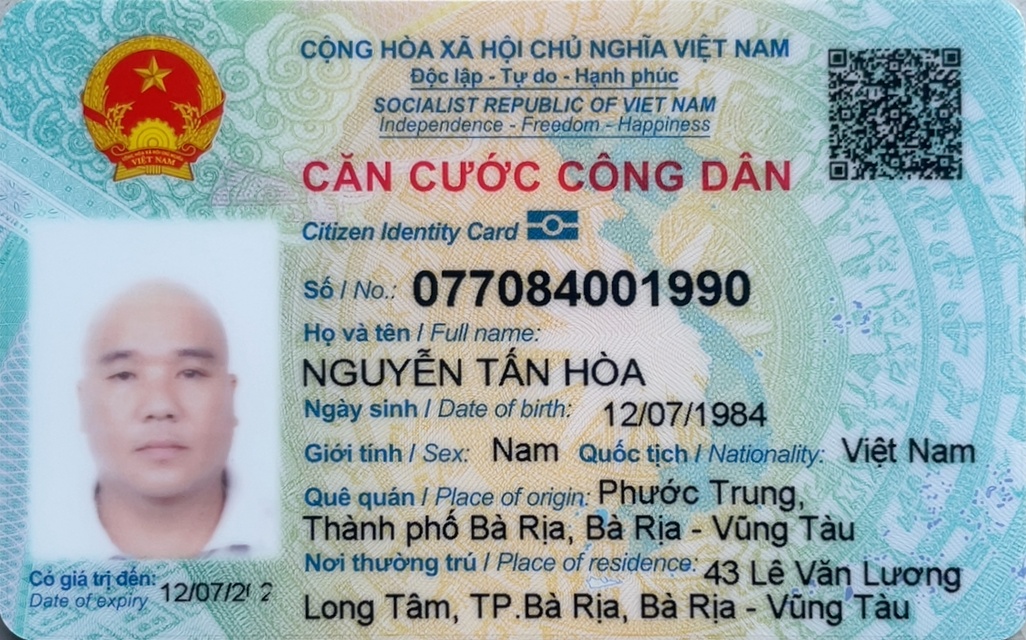 CỘNG HÒA XÃ HỘI CHỦ NGHĨA VIỆT NAM
Độc lập - Tự do - Hạnh phúc
SOCIALIST REPUBLIC OF VIET NAM
Independence - Freedom - Happiness
CĂN CƯỚC CÔNG DÂN
Citizen Identity Card
Số / No.: 077084001990
Họ và tên / Full name:
NGUYỄN TẤN HÒA
Ngày sinh / Date of birth: 12/07/1984
Giới tính / Sex: Nam Quốc tịch / Nationality: Việt Nam
Quê quán / Place of origin: Phước Trung,
Thành phố Bà Rịa, Bà Rịa - Vũng Tàu
Nơi thường trú / Place of residence: 43 Lê Văn Lương
Long Tâm, TP.Bà Rịa, Bà Rịa - Vũng Tàu
Có giá trị đến:
Date of expiry
VIỆT NAM